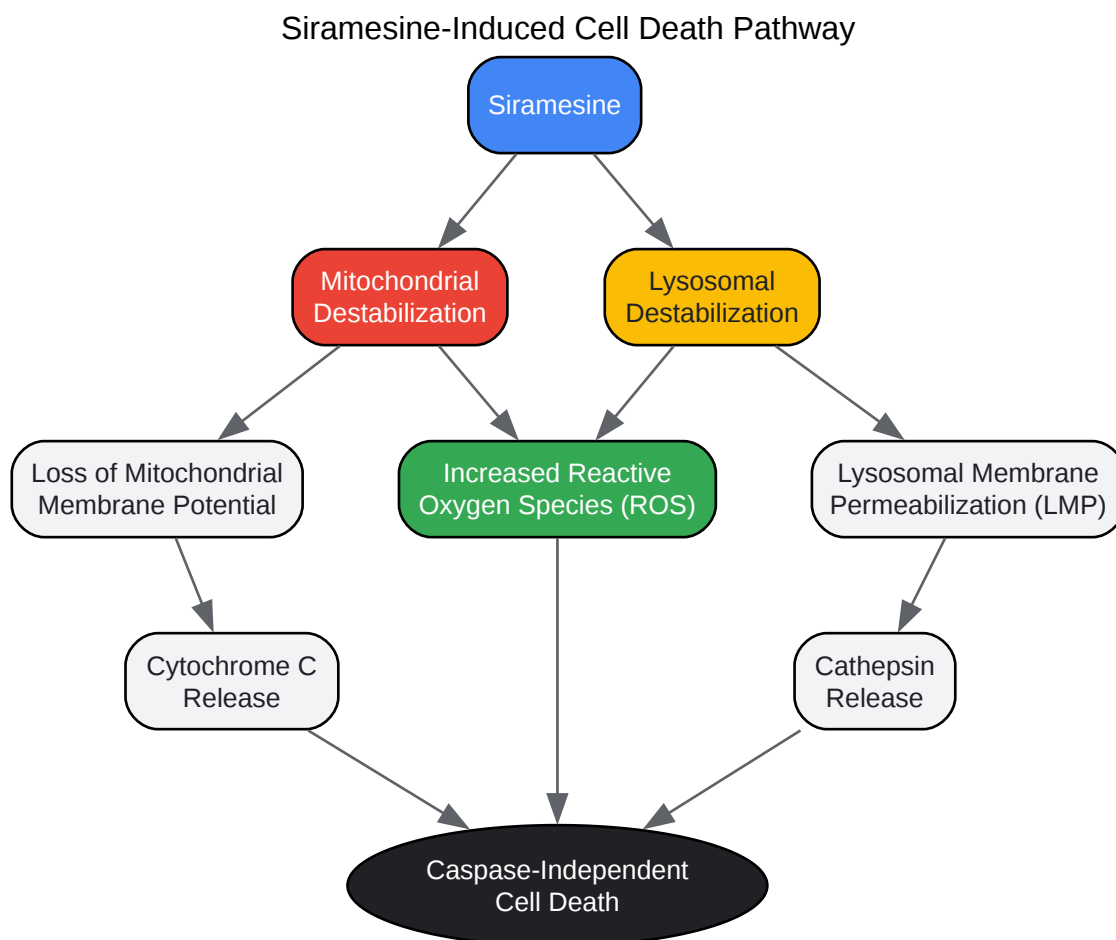 Siramesine-Induced Cell Death Pathway
Siramesine
Mitochondrial
Destabilization
Lysosomal
Destabilization
Loss of Mitochondrial
Membrane Potential
Increased Reactive
Oxygen Species (ROS)
Lysosomal Membrane
Permeabilization (LMP)
Cytochrome C
Release
Cathepsin
Release
Caspase-Independent
Cell Death